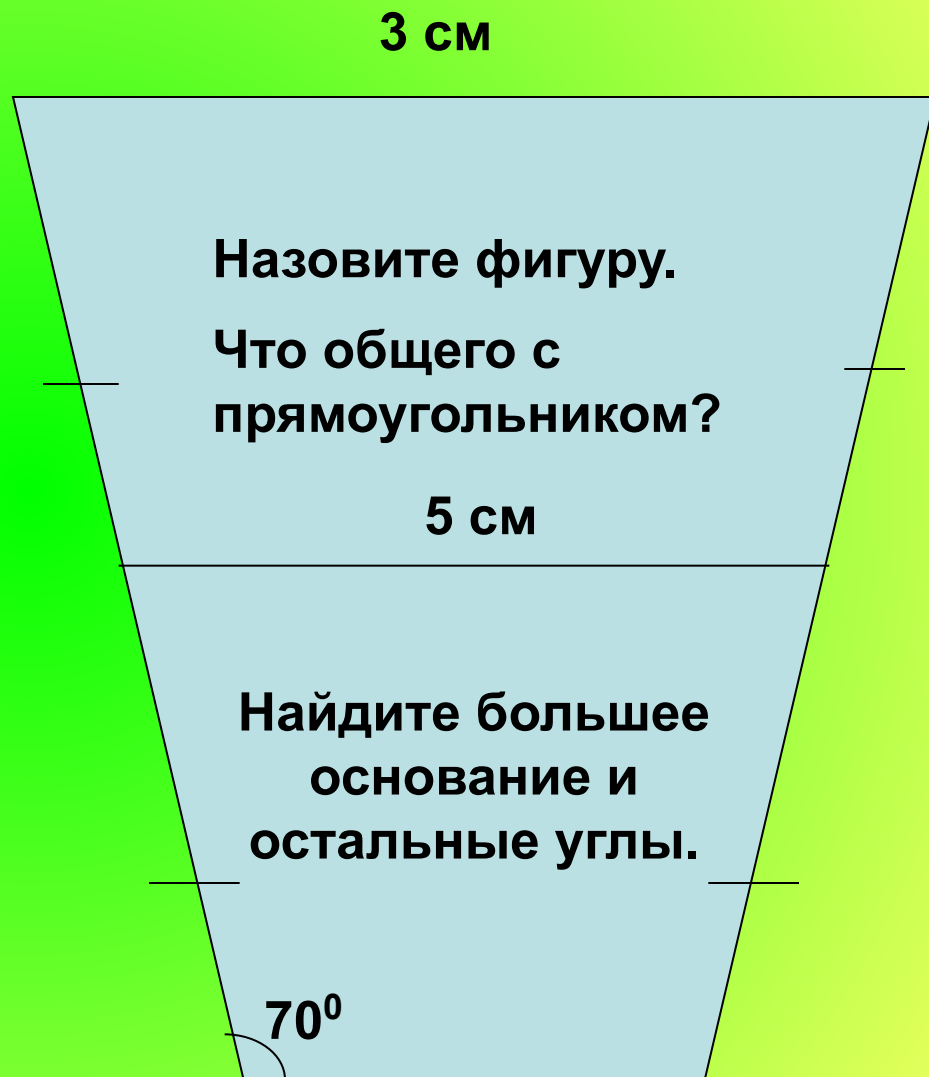 3 см
Назовите фигуру.
Что общего с
прямоугольником?
5 см
Найдите большее
основание и
остальные углы.
70⁰